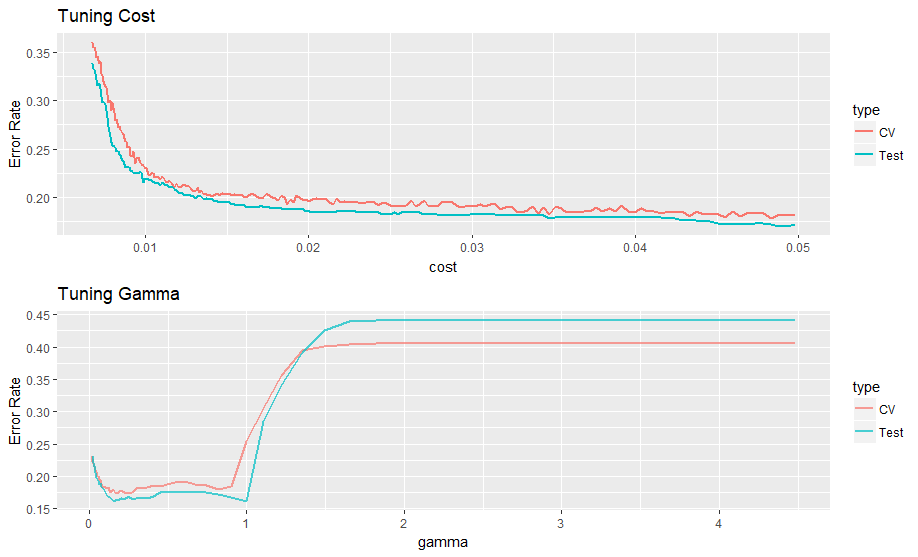 Tuning Cost
0.35
0.30
0.25
0.20
Error Rate
0.01 0.02 0.03 0.04 0.05
cost
type
CV
Test
Tuning Gamma
0.45
0.40
0.35
0.30
0.25
0.20
0.15
Error Rate
0 1 2 3 4
gamma
type
CV
Test